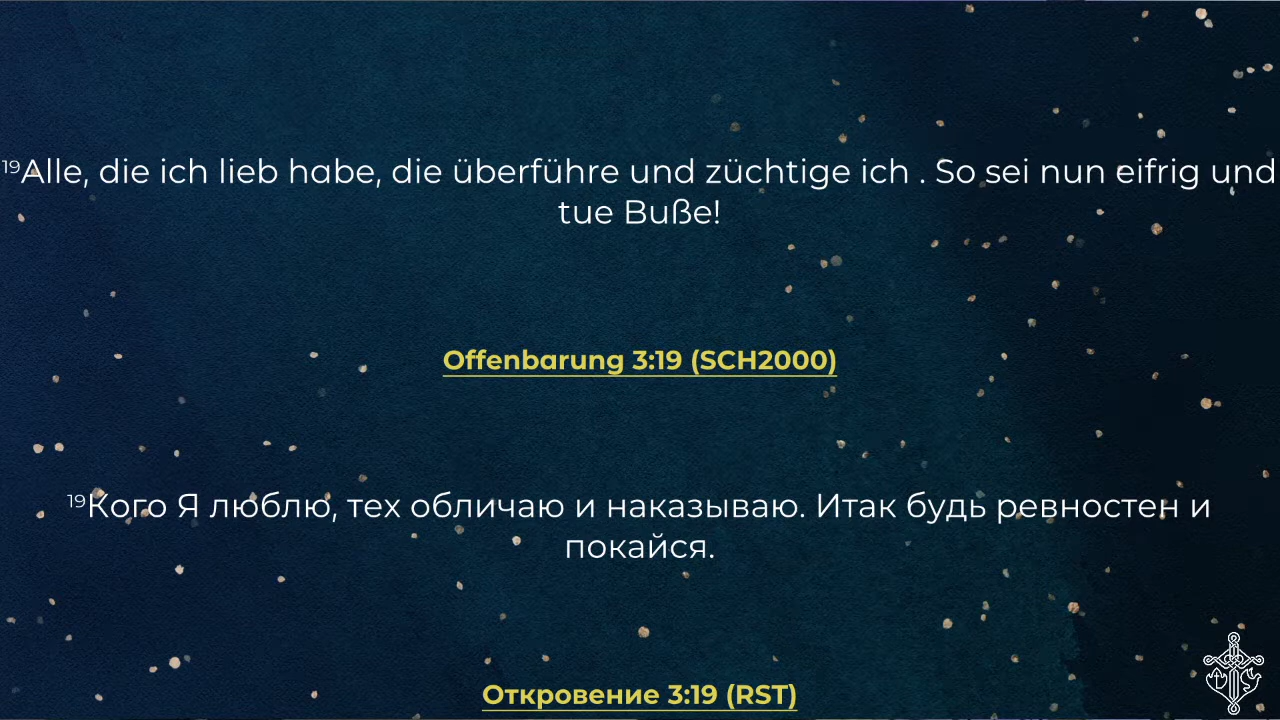 ¹⁹Alle, die ich lieb habe, die überführe und züchtige ich . So sei nun eifrig und
tue Buße!
Offenbarung 3:19 (SCH2000)
¹⁹Кого Я люблю, тех обличаю и наказываю. Итак будь ревностен и
покайся.
Откровение 3:19 (RST)